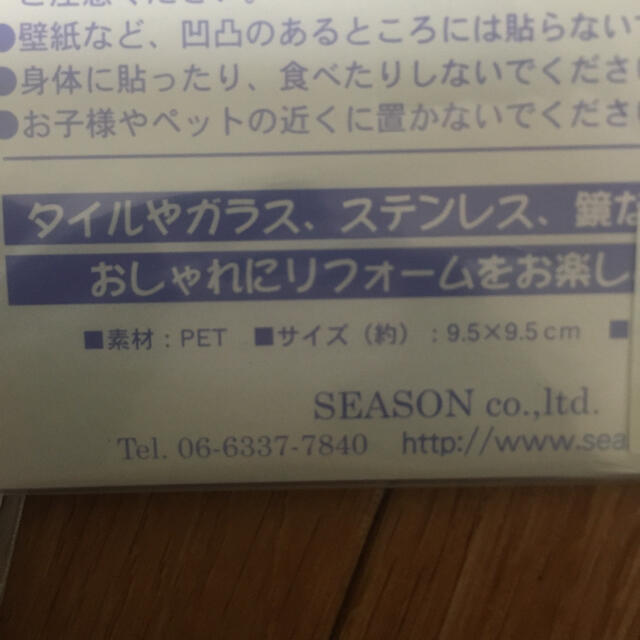 ご注意ください。
●壁紙など、凹凸のあるところには貼らない
●身体に貼ったり、食べたりしないでくださ
●お子様やペットの近くに置かないでくださ
タイルやガラス、ステンレス、鏡
おしゃれにリフォームをお楽し
■素材：PET ■サイズ（約）：9.5×9.5cm ■
SEASON co.,ltd.
Tel. 06-6337-7840 http://www.sea